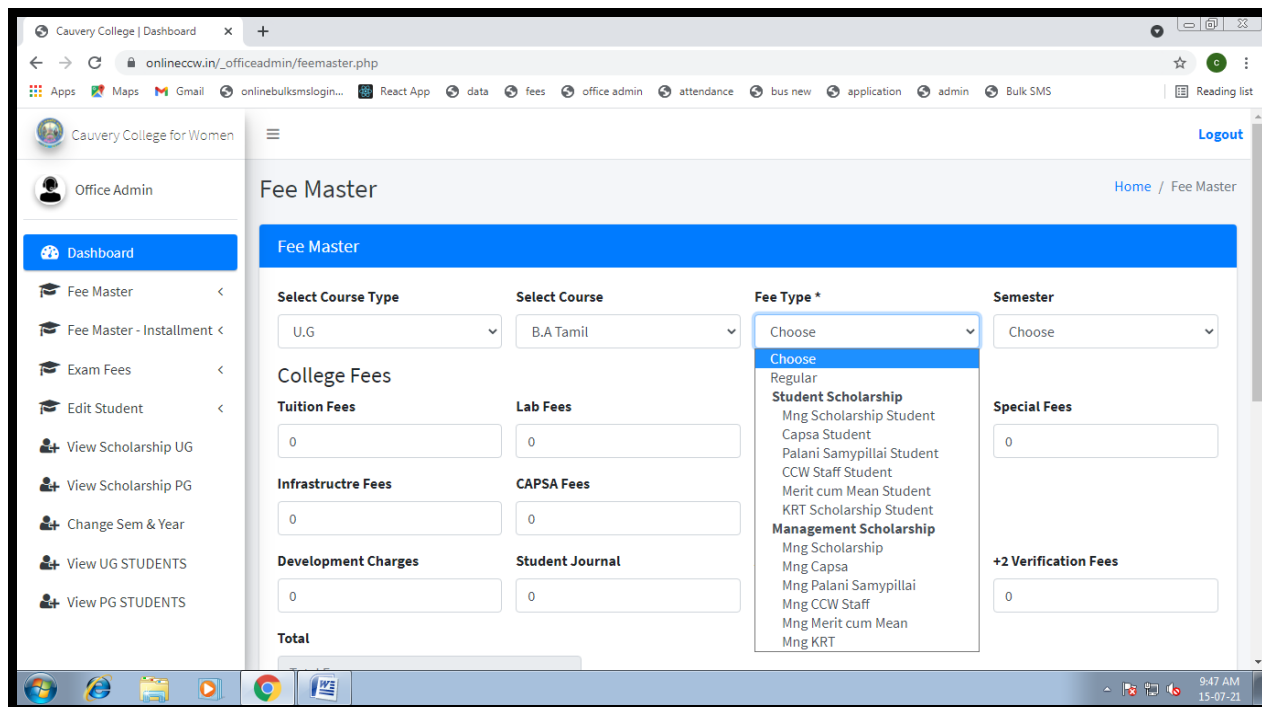 Cauvery College | Dashboard
onlineccw.in/_officeadmin/feemaster.php
C
Apps Maps Gmail onlinebulksmslogin... React App data fees office admin attendance bus new application admin Bulk SMS Reading list
Cauvery College for Women
Logout
Office Admin
Fee Master
Home / Fee Master
Dashboard
Fee Master
Fee Master - Installment
Exam Fees
Edit Student
View Scholarship UG
View Scholarship PG
Change Sem & Year
View UG STUDENTS
View PG STUDENTS
Fee Master
Select Course Type Select Course Fee Type * Semester
U.G B.A Tamil Choose Choose
Choose
Regular
Student Scholarship
Mng Scholarship Student
Capsa Student
Palani Samypillai Student
CCW Staff Student
Merit cum Mean Student
KRT Scholarship Student
Management Scholarship
Mng Scholarship
Mng Capsa
Mng Palani Samypillai
Mng CCW Staff
Mng Merit cum Mean
Mng KRT
College Fees
Tuition Fees Lab Fees Special Fees
0 0 0
Infrastructre Fees CAPSA Fees
0 0
Development Charges Student Journal +2 Verification Fees
0 0 0
Total
9:47 AM
15-07-21